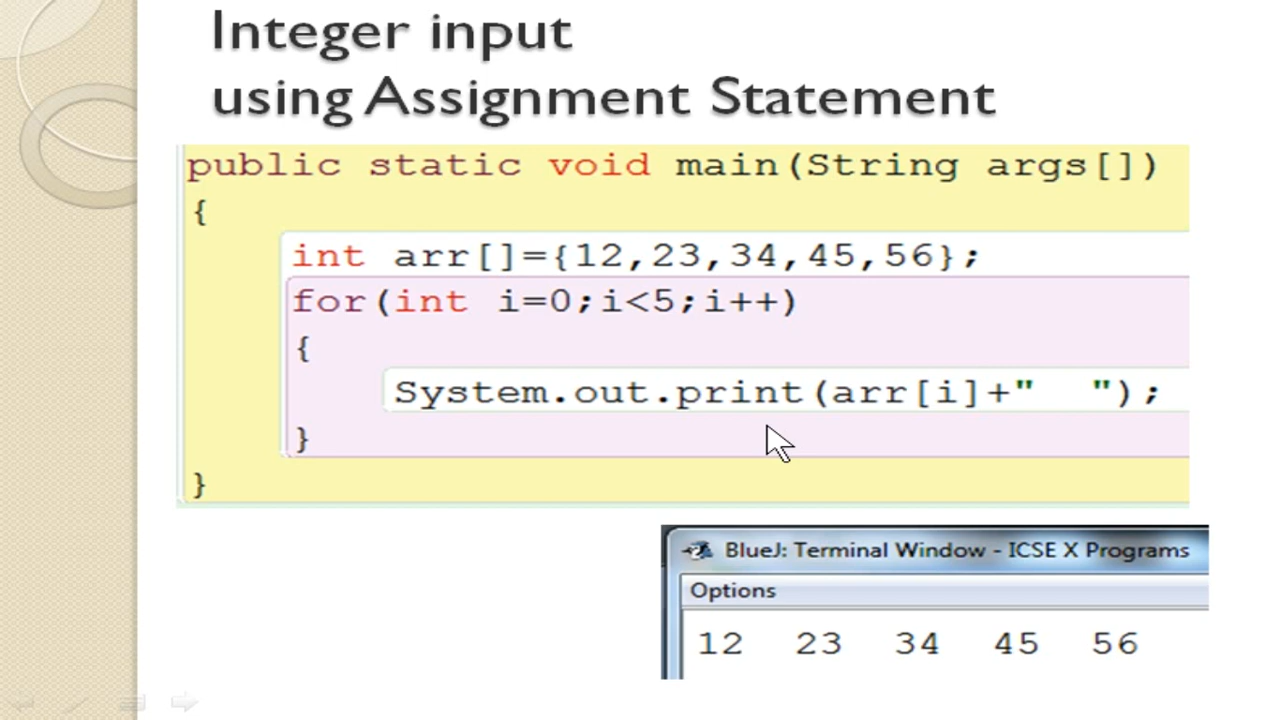 Integer input
using Assignment Statement
public static void main(String args[])
{
int arr[]={12,23,34,45,56};
for(int i=0;i<5;i++)
{
System.out.print(arr[i]+"  ");
}
}
BlueJ: Terminal Window - ICSE X Programs
Options
12  23  34  45  56